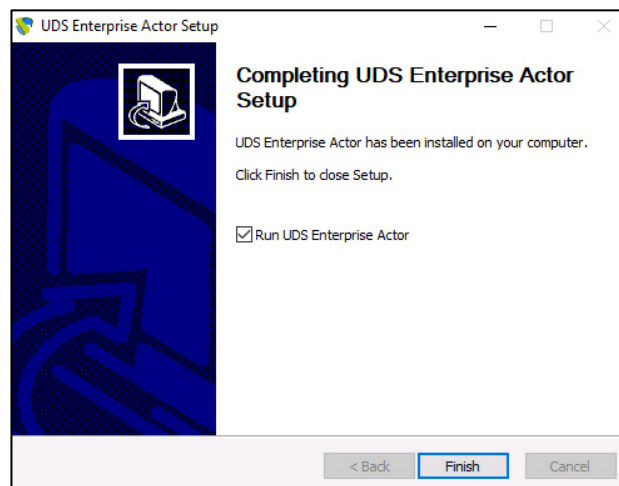 UDS Enterprise Actor Setup
Completing UDS Enterprise Actor
Setup
UDS Enterprise Actor has been installed on your computer.
Click Finish to close Setup.
Run UDS Enterprise Actor
< Back
Finish
Cancel